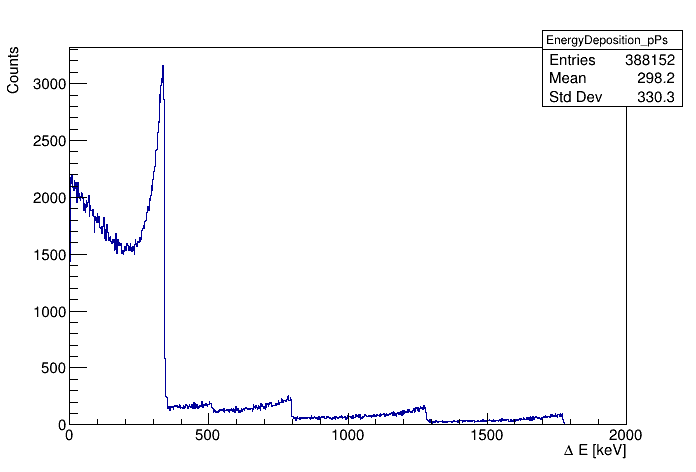 EnergyDeposition_pPs
Entries 388152
Mean 298.2
Std Dev 330.3
Counts
3000
2500
2000
1500
1000
500
0
0 500 1000 1500 2000
Δ E [keV]